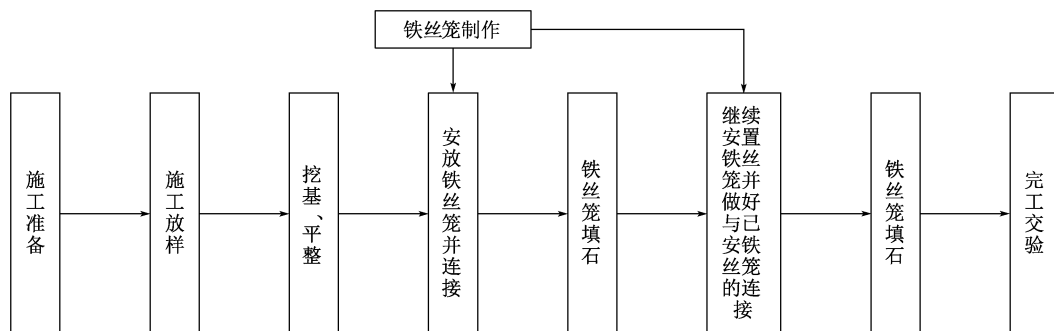 铁丝笼制作
施工准备
施工放样
挖基、平整
安放铁丝笼并连接
铁丝笼填石
继续安置铁丝笼并做好与已安铁丝笼的连接
铁丝笼填石
完工交验